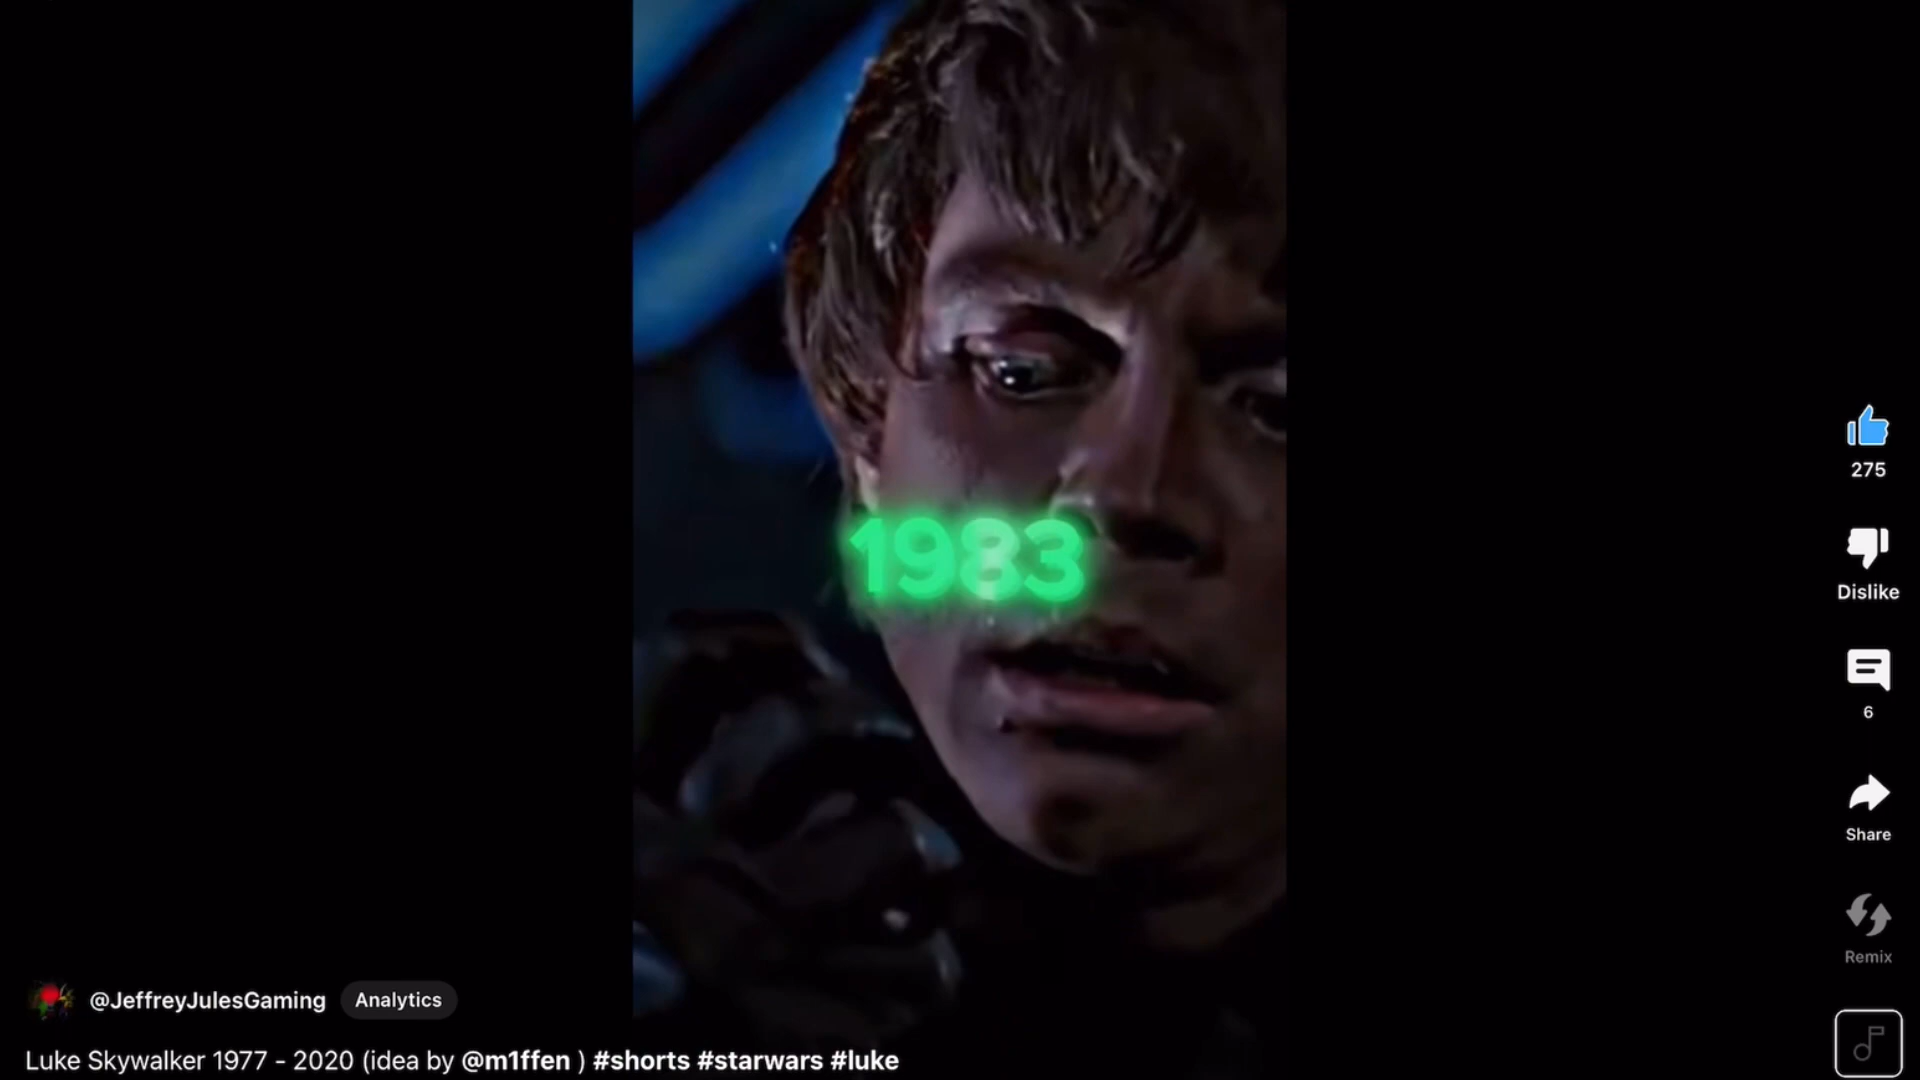 1983
275
Dislike
6
Share
Remix
@JeffreyJulesGaming Analytics
Luke Skywalker 1977 - 2020 (idea by @m1ffen ) #shorts #starwars #luke